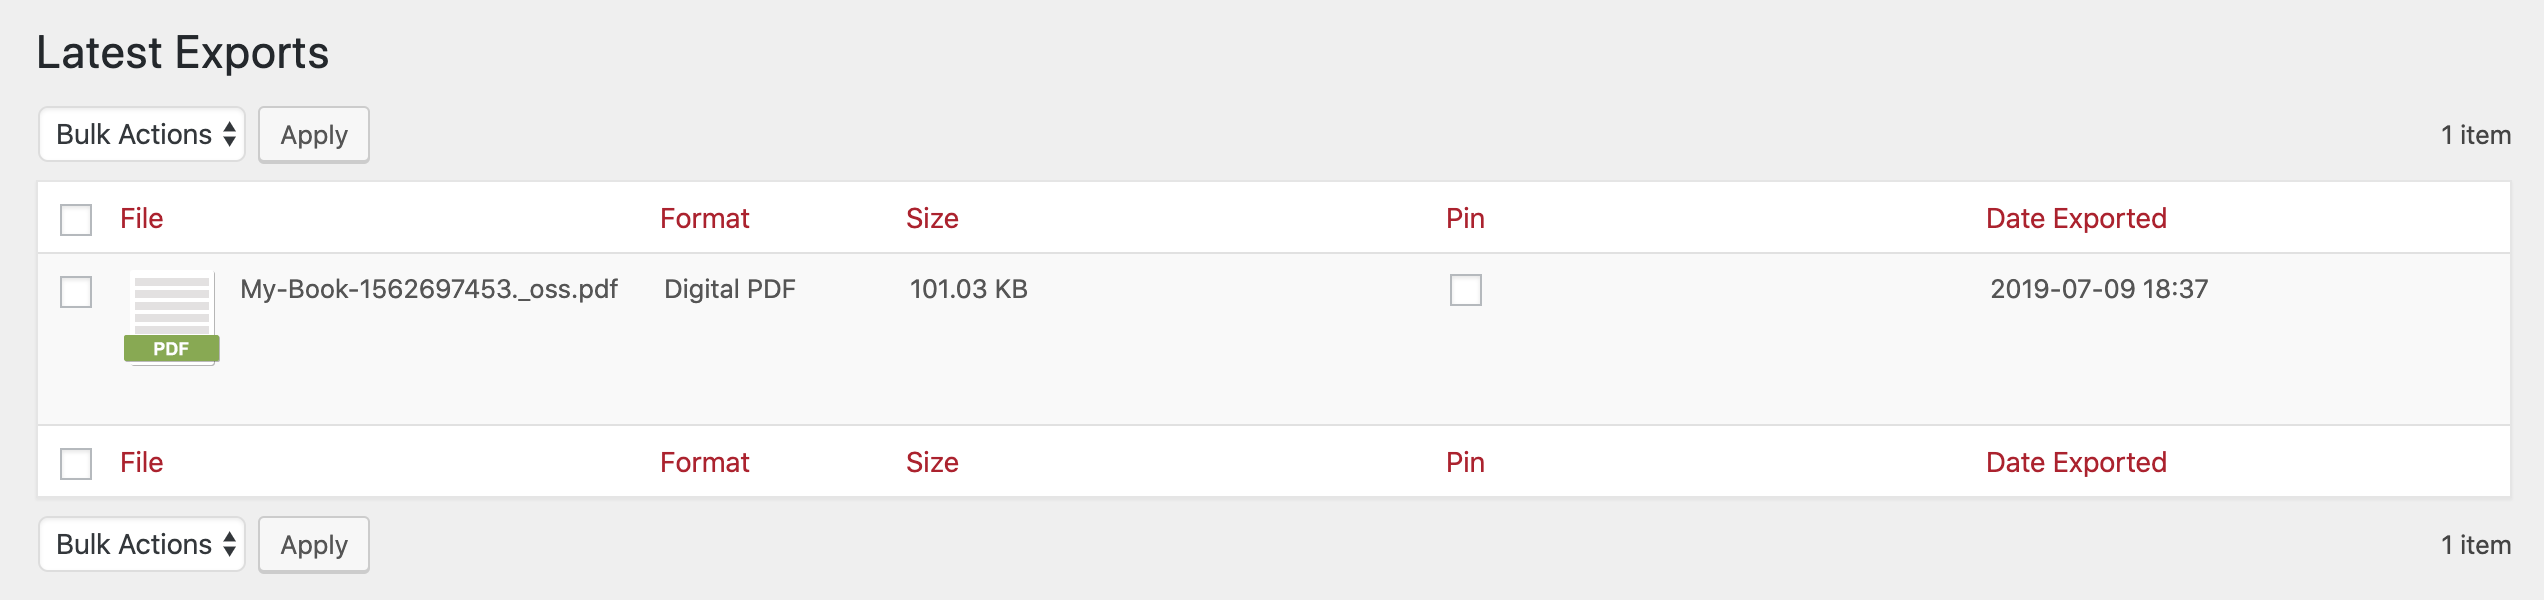 Latest Exports
Bulk Actions Apply 1 item
File Format Size Pin Date Exported
My-Book-1562697453._oss.pdf Digital PDF 101.03 KB 2019-07-09 18:37
PDF
File Format Size Pin Date Exported
Bulk Actions Apply 1 item